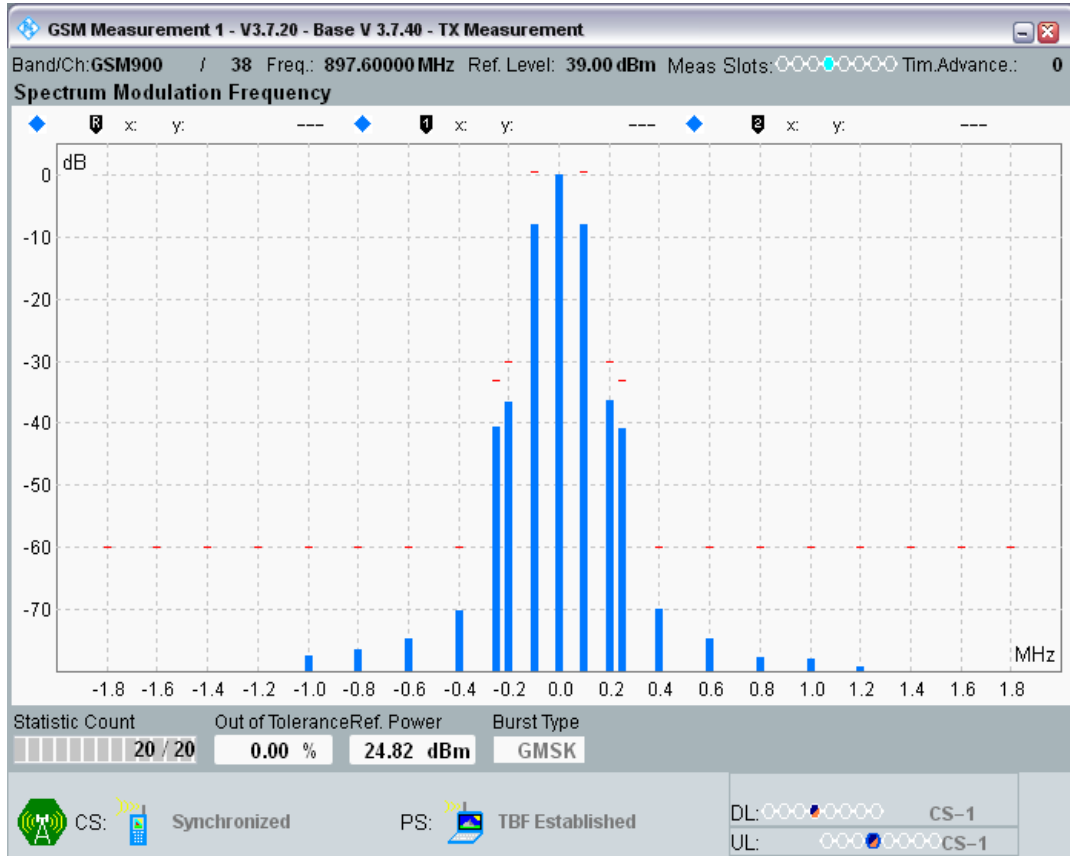 GSM Measurement 1 - V3.7.20 - Base V 3.7.40 - TX Measurement
Band/Ch:GSM900 / 38 Freq.: 897.60000 MHz Ref. Level: 39.00 dBm Meas Slots: Tim.Advance.: 0
Spectrum Modulation Frequency
R x: y: --- 1 x: y: --- 2 x: y: ---
dB
0
-10
-20
-30
-40
-50
-60
-70
MHz
-1.8 -1.6 -1.4 -1.2 -1.0 -0.8 -0.6 -0.4 -0.2 0.0 0.2 0.4 0.6 0.8 1.0 1.2 1.4 1.6 1.8
Statistic Count Out of Tolerance Ref. Power Burst Type
20 / 20 0.00 % 24.82 dBm GMSK
CS: Synchronized PS: TBF Established
DL: CS-1
UL: CS-1